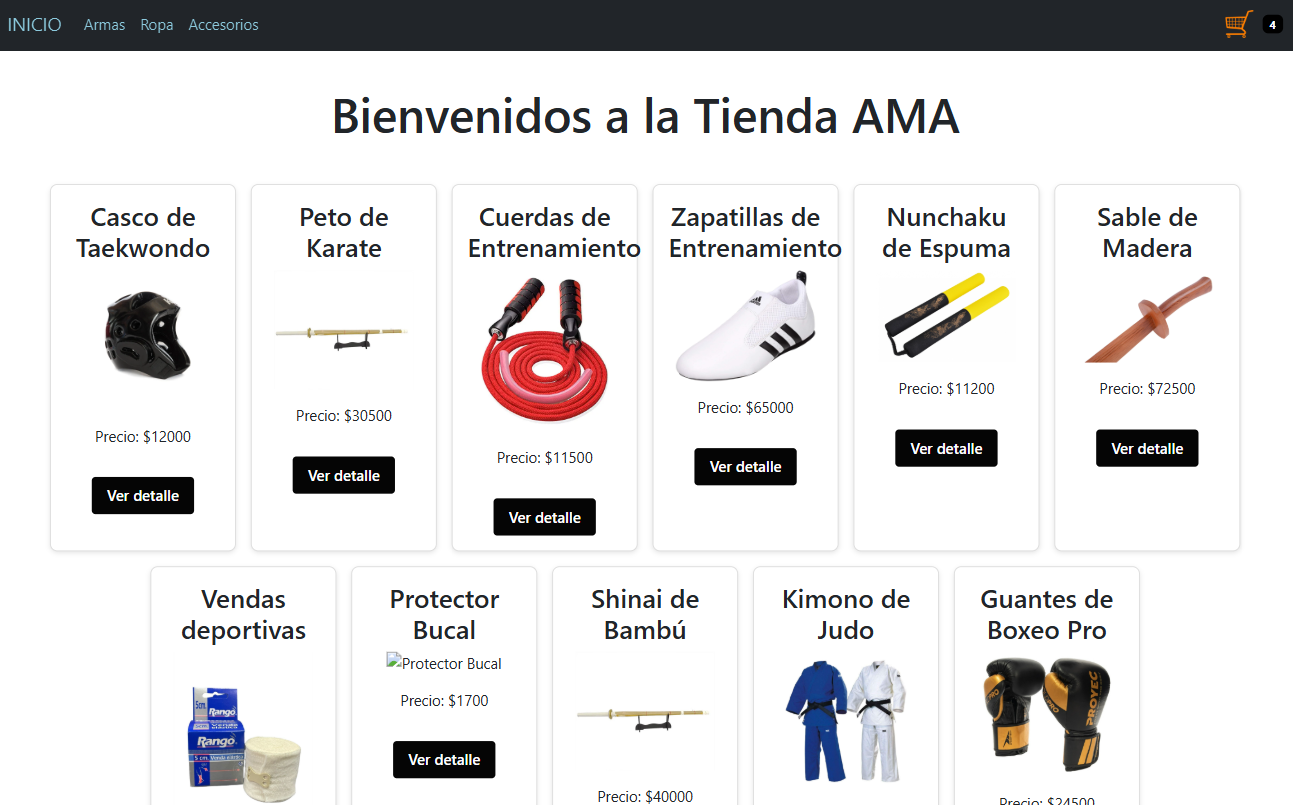 INICIO Armas Ropa Accesorios 4
Bienvenidos a la Tienda AMA
Casco de
Taekwondo
Precio: $12000
Ver detalle
Peto de
Karate
Precio: $30500
Ver detalle
Cuerdas de
Entrenamiento
Precio: $11500
Ver detalle
Zapatillas de
Entrenamiento
Precio: $65000
Ver detalle
Nunchaku
de Espuma
Precio: $11200
Ver detalle
Sable de
Madera
Precio: $72500
Ver detalle
Vendas
deportivas
5cm.
Rango
Rango
Protector
Bucal
Protector Bucal
Precio: $1700
Ver detalle
Shinai de
Bambú
Precio: $40000
Kimono de
Judo
Guantes de
Boxeo Pro
PROYEC
Precio: $24500